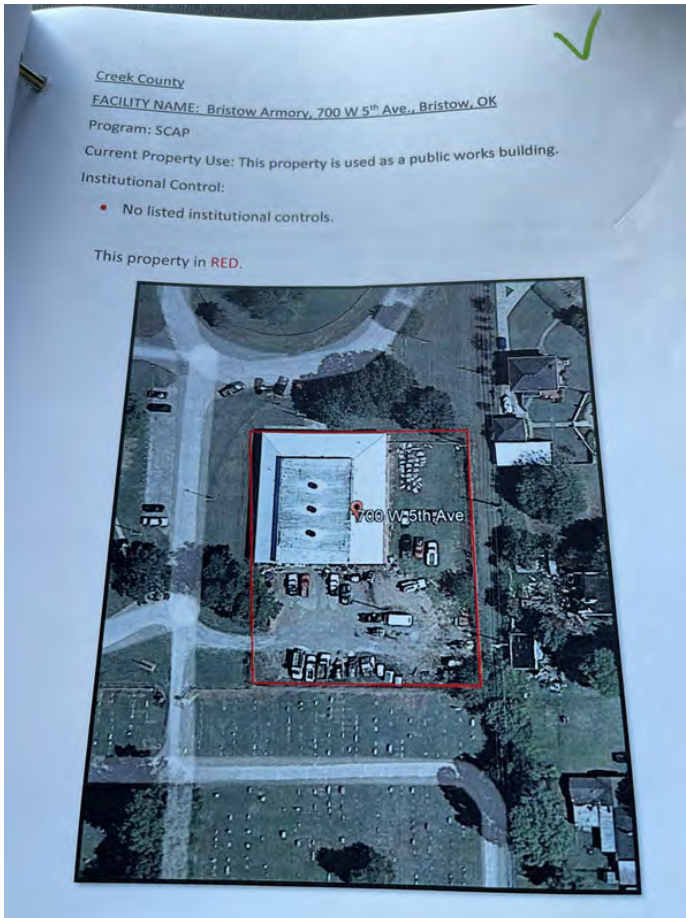 Creek County
FACILITY NAME: Bristow Armory, 700 W 5th Ave., Bristow, OK
Program: SCAP
Current Property Use: This property is used as a public works building.
Institutional Control:
• No listed institutional controls.
This property in RED.
700 W 5th Ave